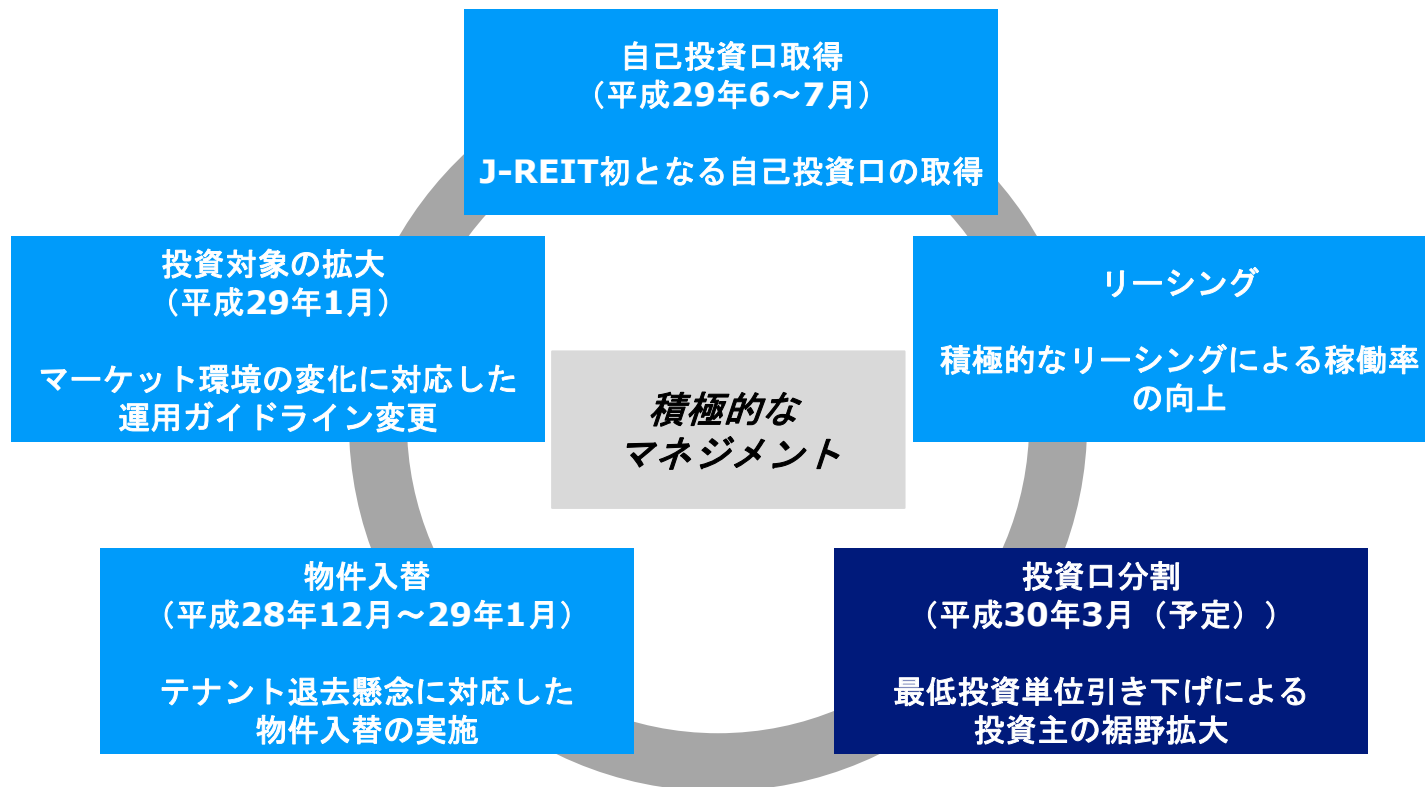 自己投資口取得
（平成29年6～7月）
J-REIT初となる自己投資口の取得
投資対象の拡大
（平成29年1月）
マーケット環境の変化に対応した
運用ガイドライン変更
リーシング
積極的なリーシングによる稼働率
の向上
積極的な
マネジメント
物件入替
（平成28年12月～29年1月）
テナント退去懸念に対応した
物件入替の実施
投資口分割
（平成30年3月（予定））
最低投資単位引き下げによる
投資主の裾野拡大